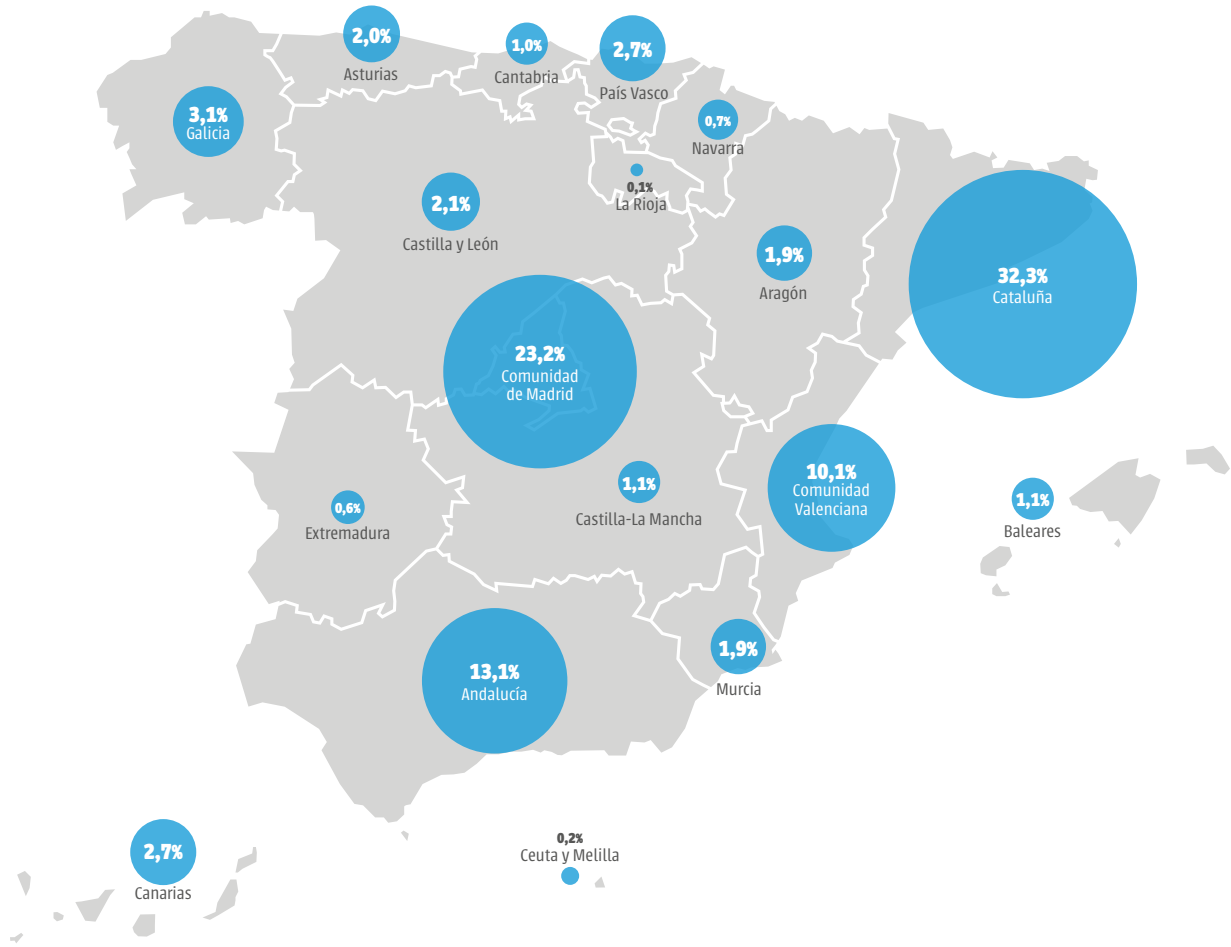 2,0%
Asturias
1,0%
Cantabria
2,7%
País Vasco
3,1%
Galicia
0,7%
Navarra
0,1%
La Rioja
2,1%
Castilla y León
1,9%
Aragón
32,3%
Cataluña
23,2%
Comunidad
de Madrid
10,1%
Comunidad
Valenciana
1,1%
Castilla-La Mancha
1,1%
Baleares
0,6%
Extremadura
13,1%
Andalucía
1,9%
Murcia
2,7%
Canarias
0,2%
Ceuta y Melilla